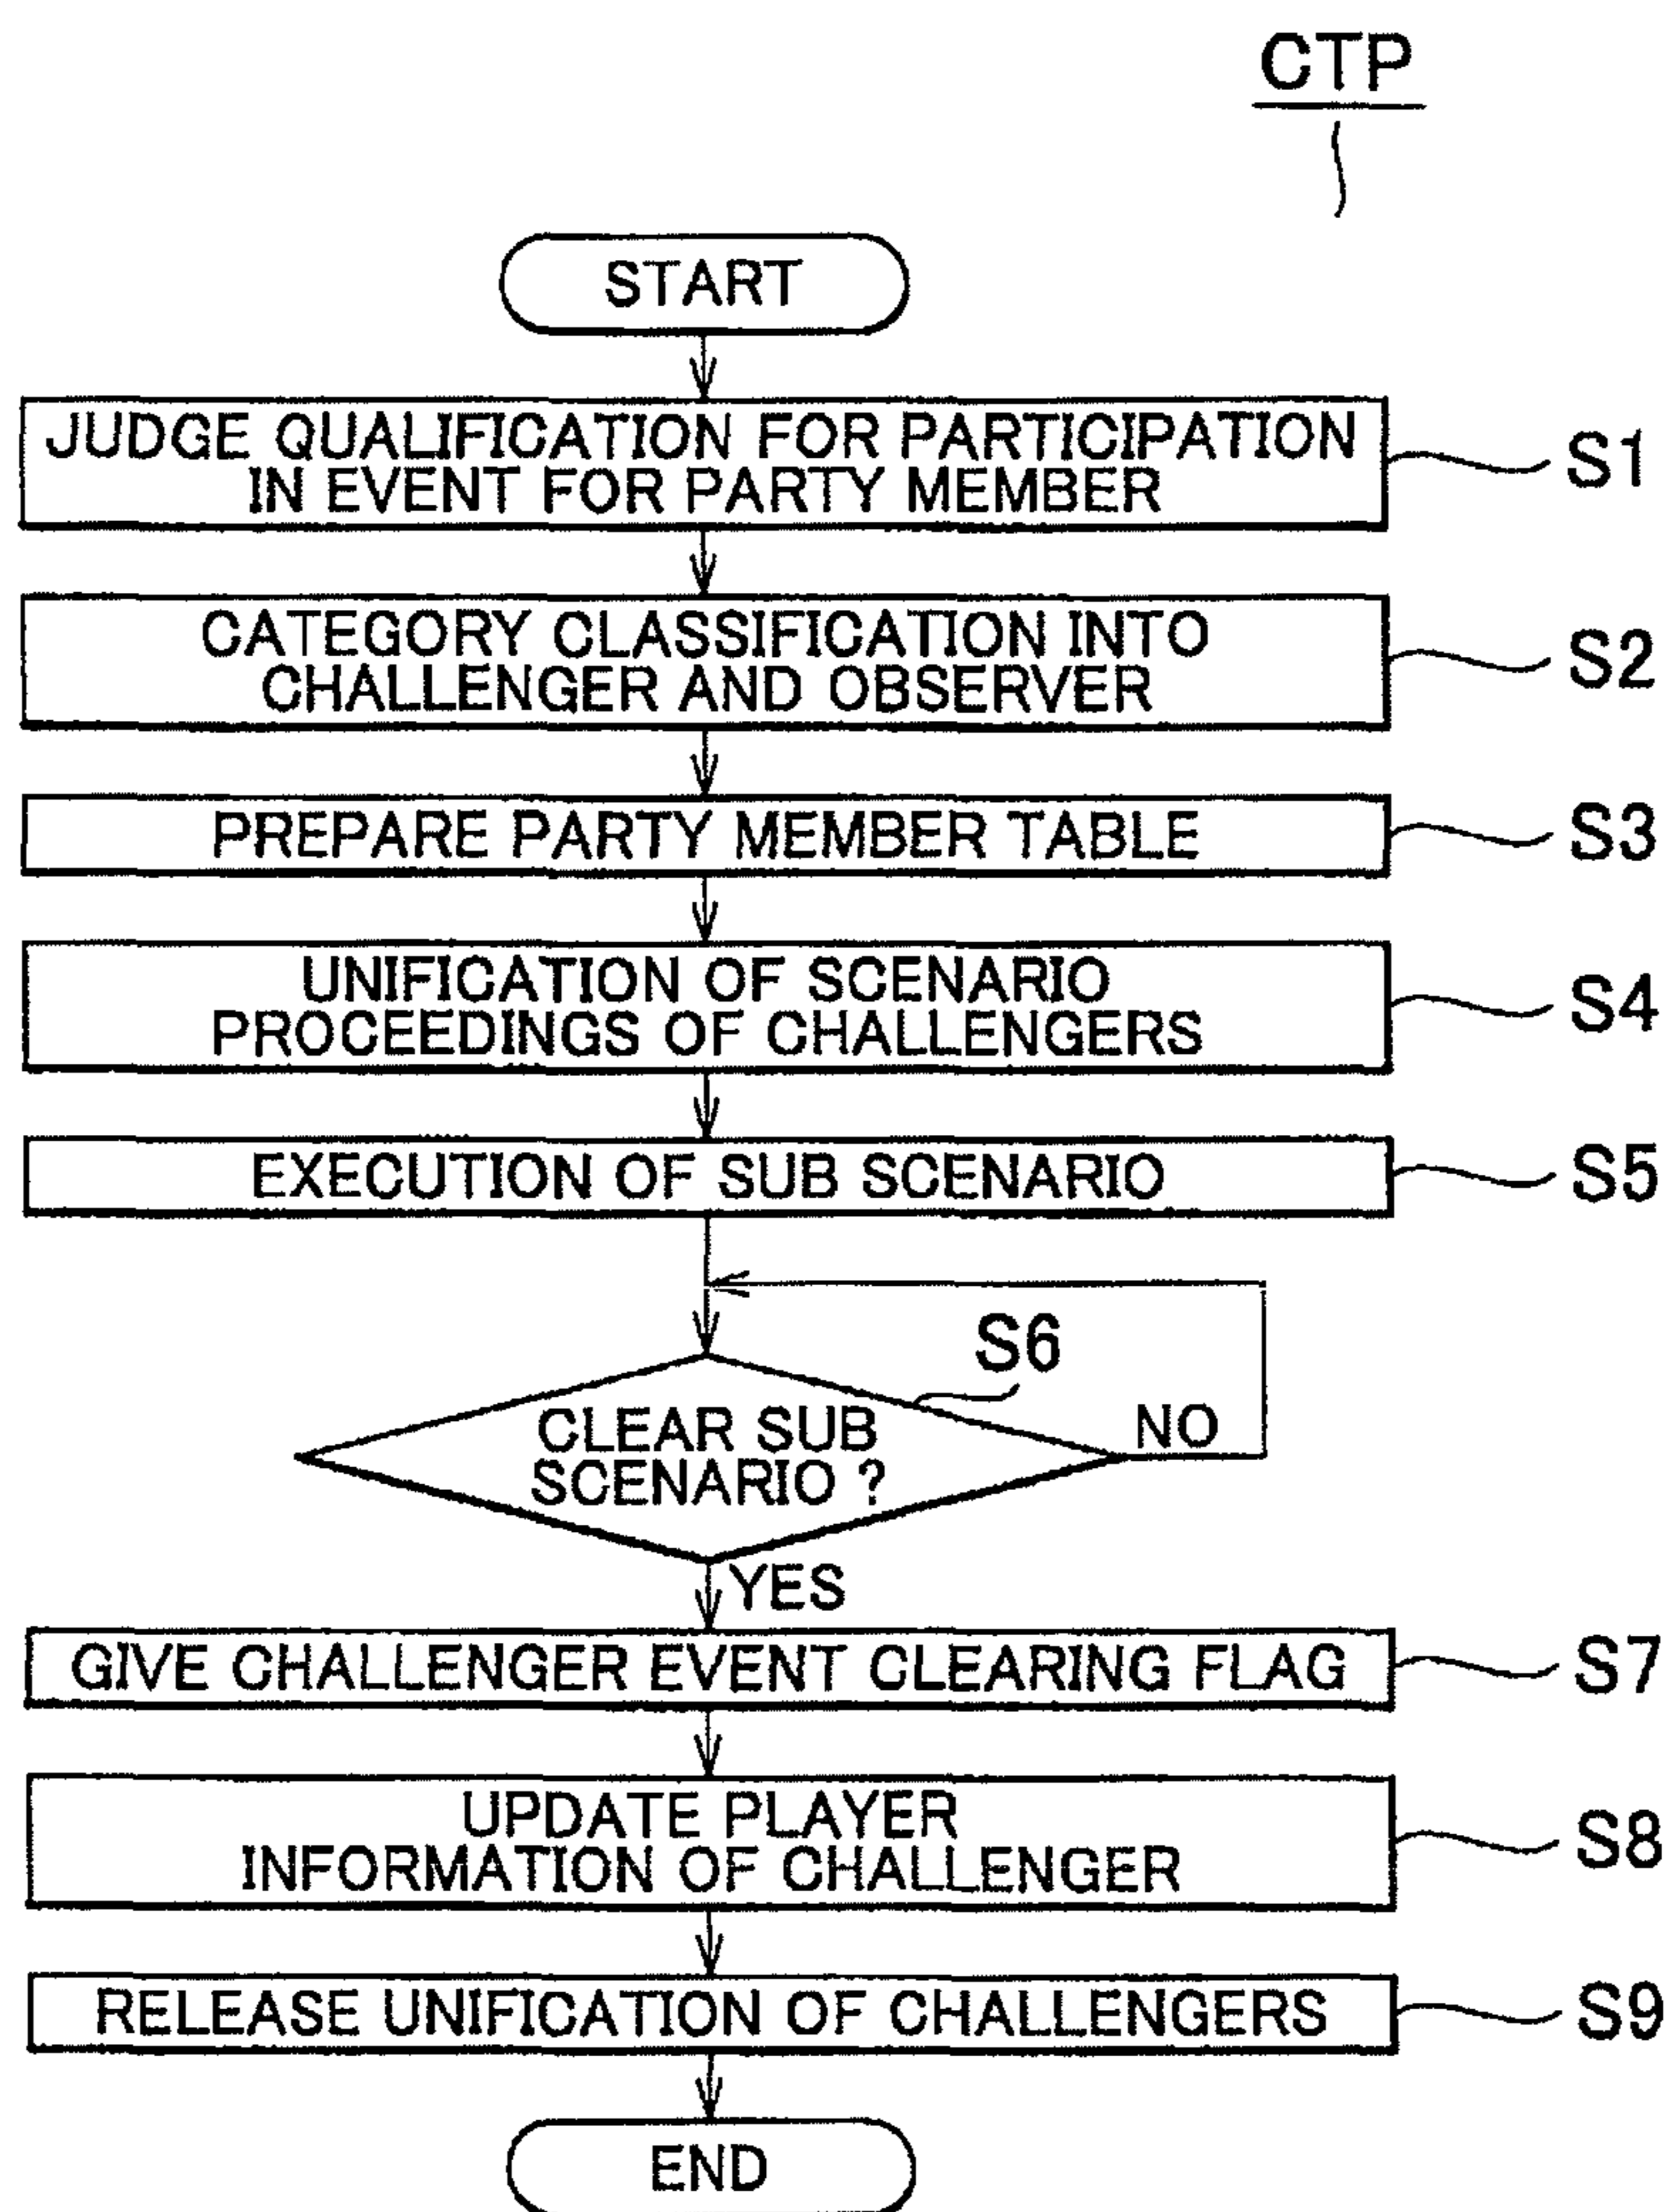 CTP
START
JUDGE QUALIFICATION FOR PARTICIPATION
IN EVENT FOR PARTY MEMBER
S1
CATEGORY CLASSIFICATION INTO
CHALLENGER AND OBSERVER
S2
PREPARE PARTY MEMBER TABLE
S3
UNIFICATION OF SCENARIO
PROCEEDINGS OF CHALLENGERS
S4
EXECUTION OF SUB SCENARIO
S5
S6
CLEAR SUB
SCENARIO ?
NO
YES
GIVE CHALLENGER EVENT CLEARING FLAG
S7
UPDATE PLAYER
INFORMATION OF CHALLENGER
S8
RELEASE UNIFICATION OF CHALLENGERS
S9
END